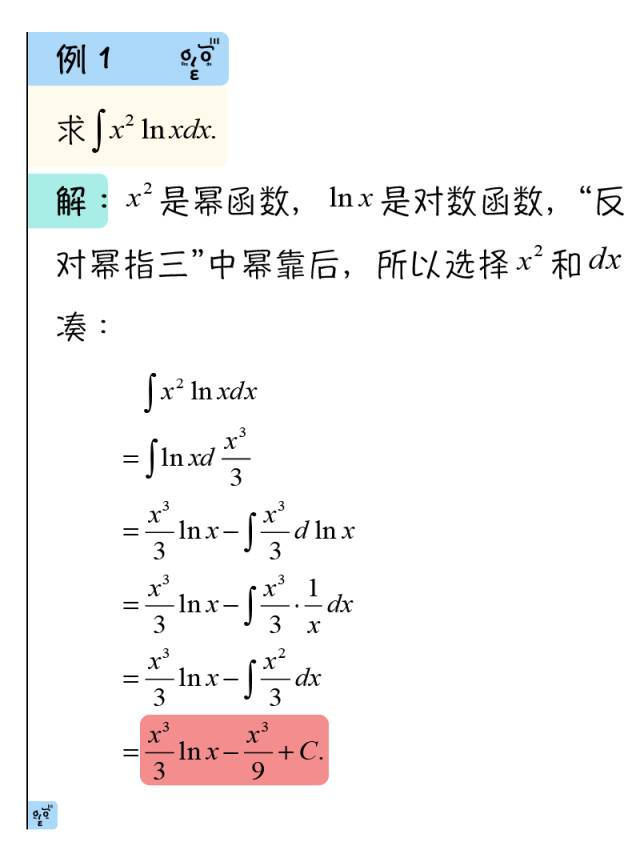 例 1
求∫x² ln xdx.
解：x² 是幂函数，ln x 是对数函数，“反
对幂指三”中幂靠后，所以选择 x² 和 dx
凑：
∫x² ln xdx
= ∫ln xd x³/3
= x³/3 ln x − ∫x³/3 d ln x
= x³/3 ln x − ∫x³/3 · 1/x dx
= x³/3 ln x − ∫x²/3 dx
= x³/3 ln x − x³/9 + C.